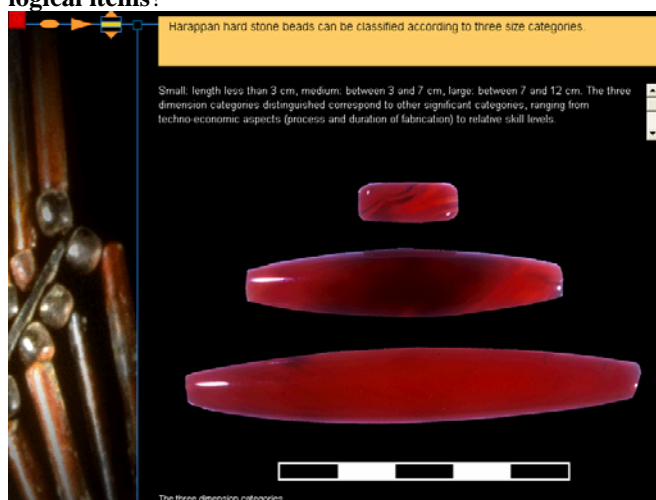 logical items?
Harappan hard stone beads can be classified according to three size categories.
Small: length less than 3 cm, medium: between 3 and 7 cm, large: between 7 and 12 cm. The three
dimension categories distinguished correspond to other significant categories, ranging from
techno-economic aspects (process and duration of fabrication) to relative skill levels.
The three dimension categories